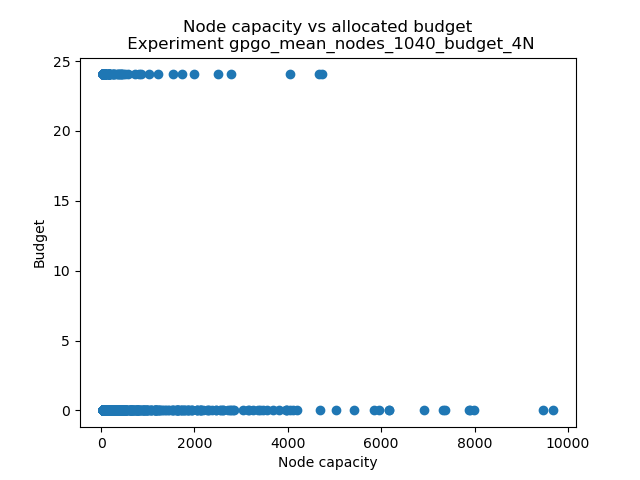 Node capacity vs allocated budget
Experiment gpgo_mean_nodes_1040_budget_4N
25
20
15
10
5
0
Budget
0 2000 4000 6000 8000 10000
Node capacity